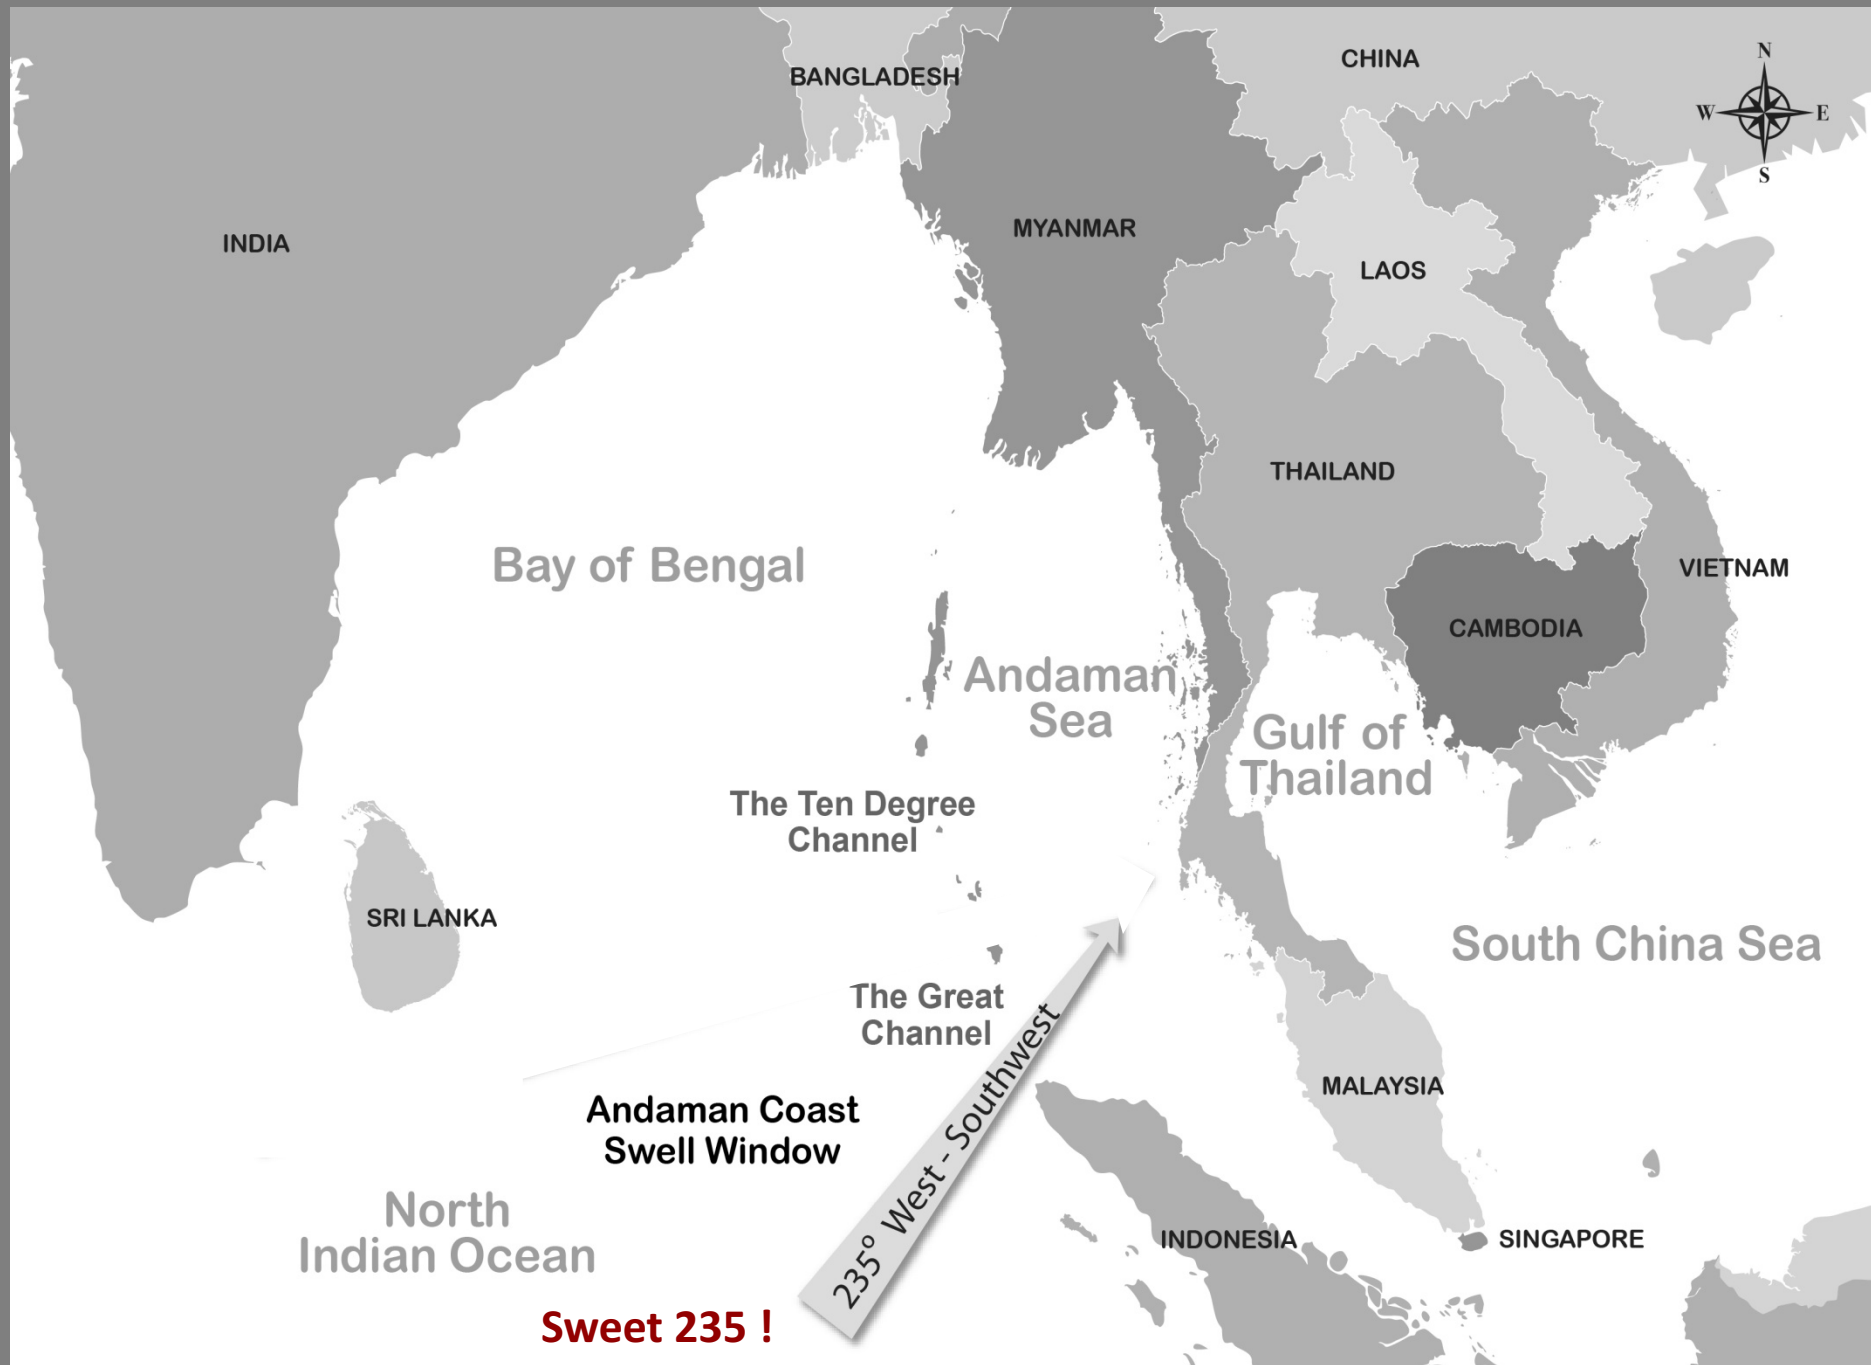 CHINA
N
BANGLADESH
W
E
S
MYANMAR
INDIA
LAOS
THAILAND
Bay of Bengal
VIETNAM
CAMBODIA
Andaman
Sea
Gulf of
Thailand
The Ten Degree
Channel
SRI LANKA
South China Sea
The Great
Channel
235º West - Southwest
MALAYSIA
Andaman Coast
Swell Window
North
Indian Ocean
INDONESIA
SINGAPORE
Sweet 235 !